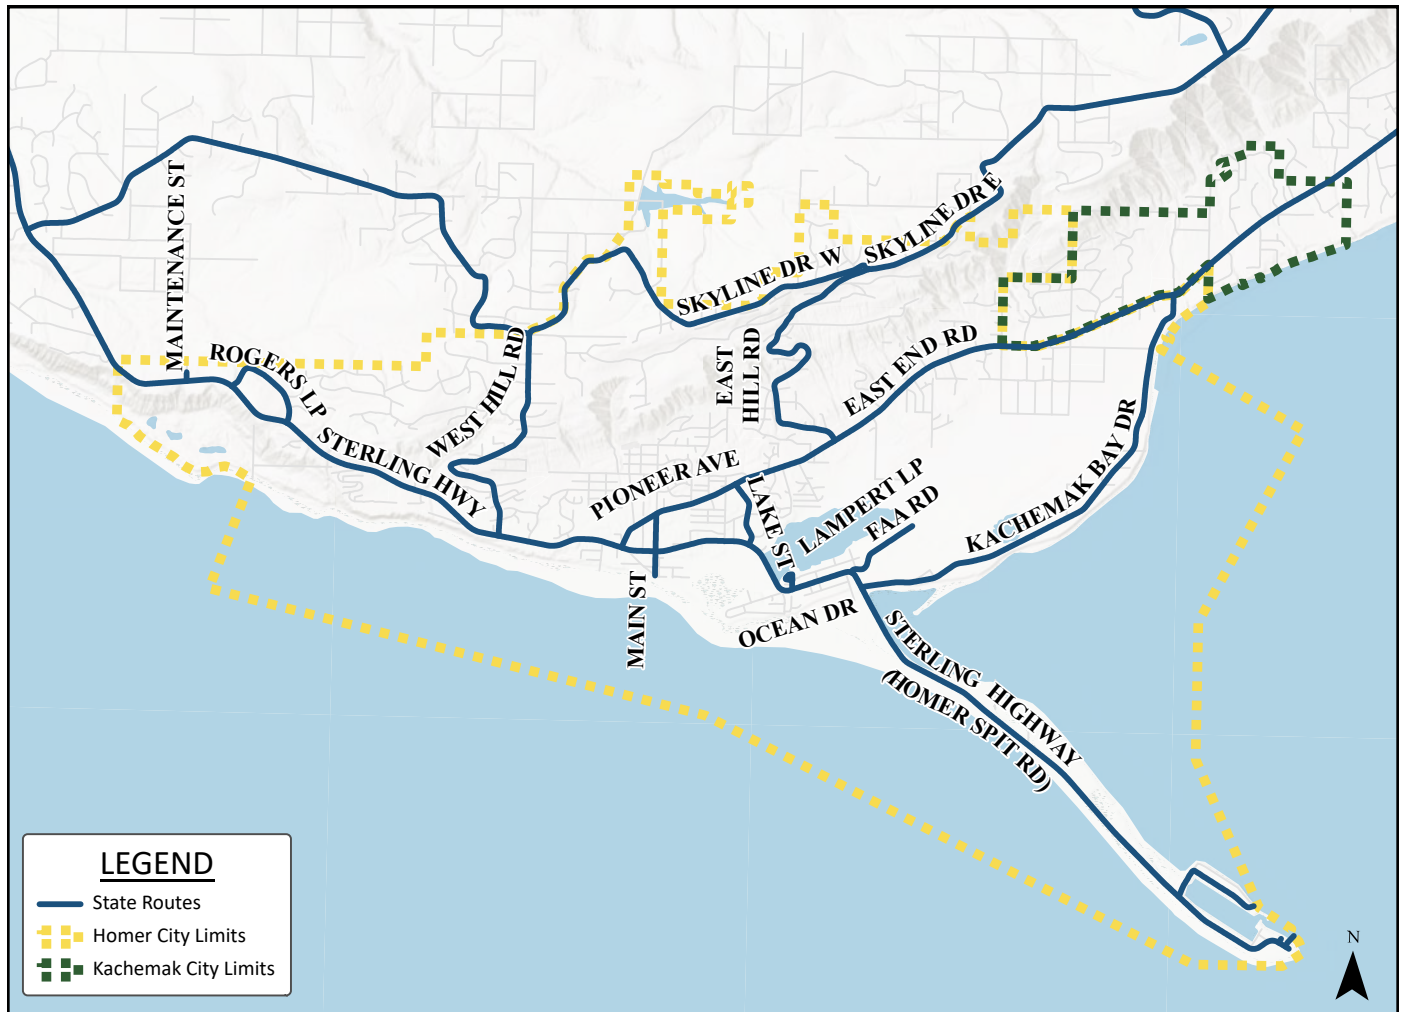 MAINTENANCE ST
ROGERS LP
STERLING HWY
WEST HILL RD
SKYLINE DR W
SKYLINE DR E
EAST
HILL RD
EAST END RD
PIONEER AVE
LAKE ST
LAMPERT LP
FAA RD
KACHEMAK BAY DR
MAIN ST
OCEAN DR
STERLING HIGHWAY
(HOMER SPIT RD)
LEGEND
State Routes
Homer City Limits
Kachemak City Limits
N